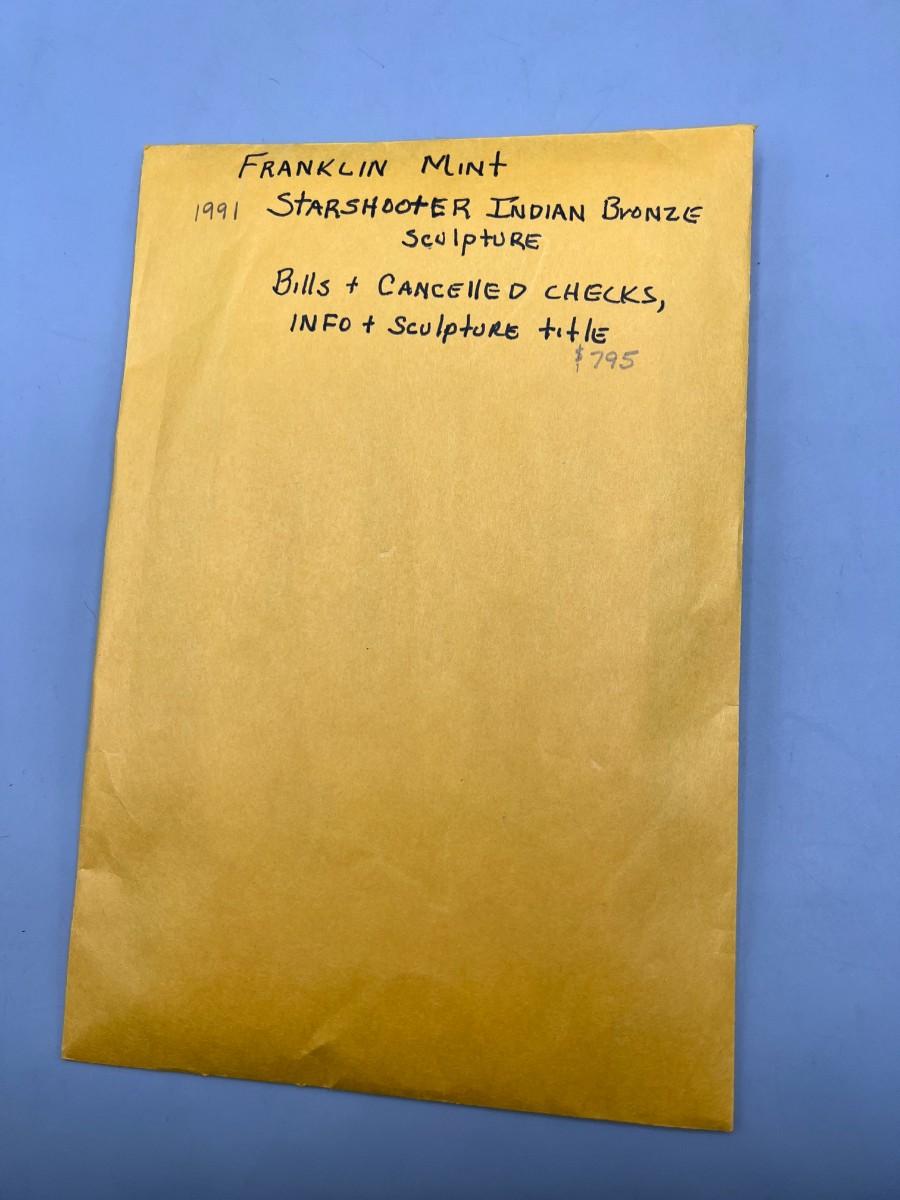 FRANKLIN MINt
1991 StARSHOOtER INDIAN BRONZE
SculptURE
Bills + CANCEllED CHECKS,
INFO + SculptURE titlE
$795